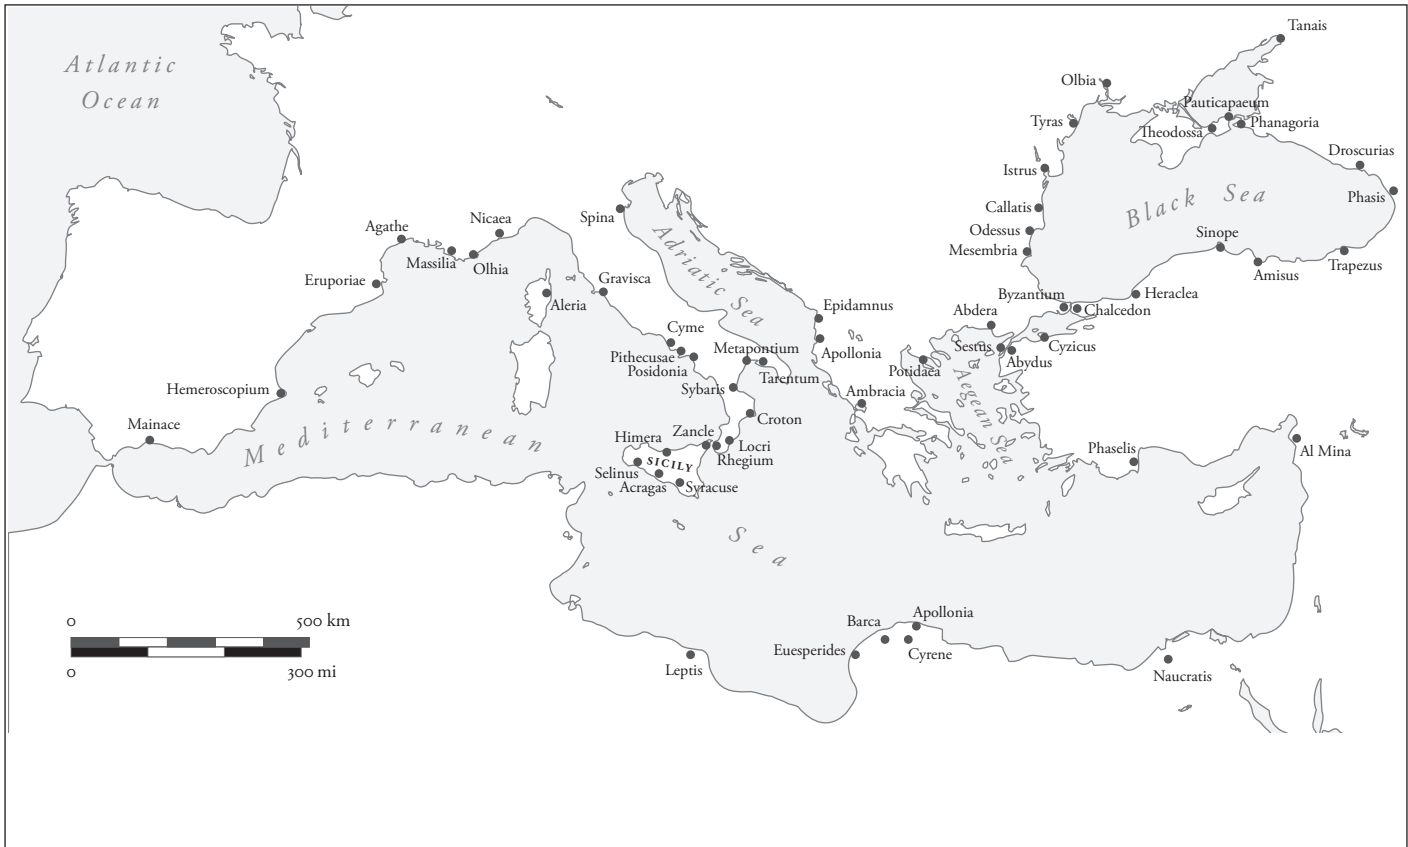 Tanais
Atlantic
Ocean
Olbia
Pauticapaeum
Tyras
Theodossa
Phanagoria
Droscurias
Istrus
Phasis
Black Sea
Callatis
Spina
Nicaea
Agathe
Odessus
Sinope
Mesembria
Massilia
Olhia
Adriatic Sea
Amisus
Trapezus
Eruporiae
Gravisca
Aleria
Byzantium
Heraclea
Epidamnus
Abdera
Chalcedon
Cyme
Metapontium
Pithecusae
Posidonia
Apollonia
Sestus
Cyzicus
Abydus
Potidaea
Tarentum
Sybaris
Hemeroscopium
Ambracia
Aegean Sea
Croton
Mainace
Zancle
Himera
Locri
Mediterranean
Phaselis
Al Mina
Rhegium
SICILY
Selinus
Acragas
Syracuse
Sea
0
500 km
Apollonia
Barca
Euesperides
Cyrene
Leptis
0
300 mi
Naucratis